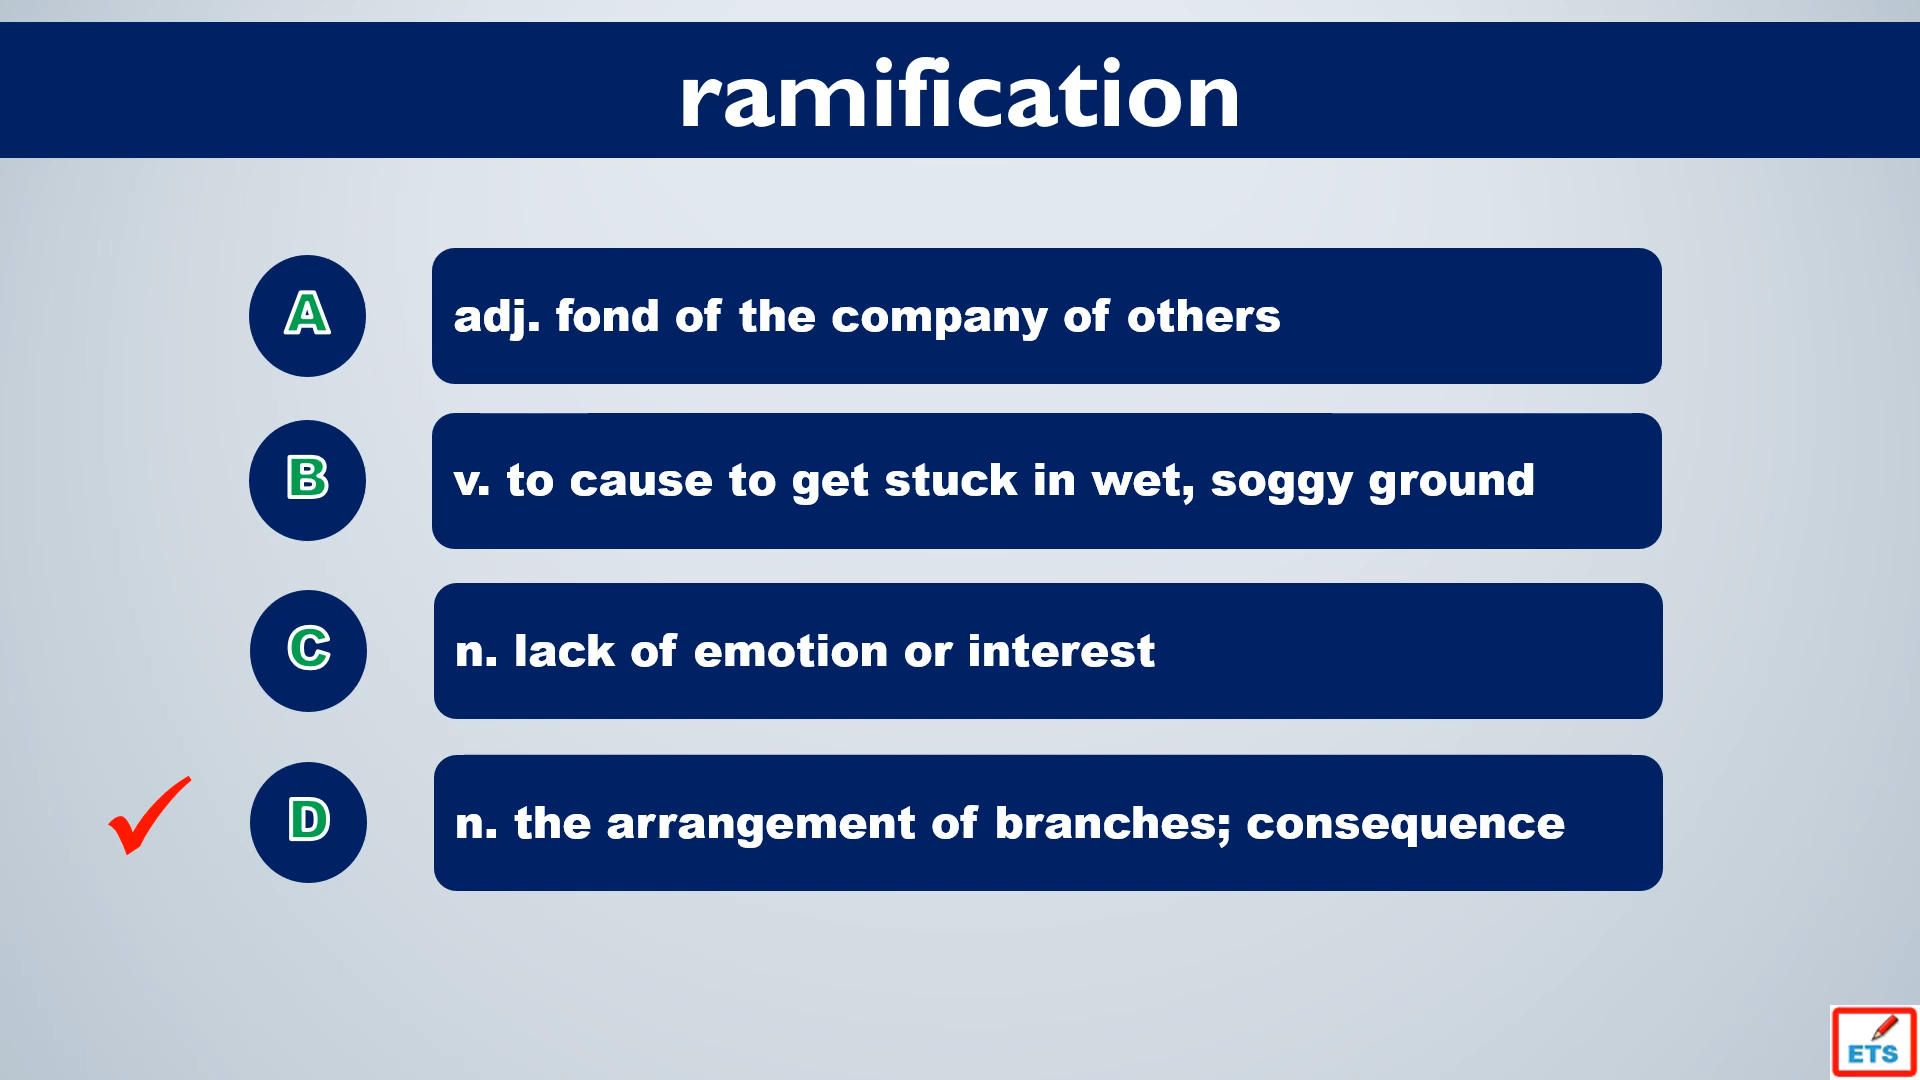 ramification
A
adj. fond of the company of others
B
v. to cause to get stuck in wet, soggy ground
C
n. lack of emotion or interest
D
n. the arrangement of branches; consequence
ETS